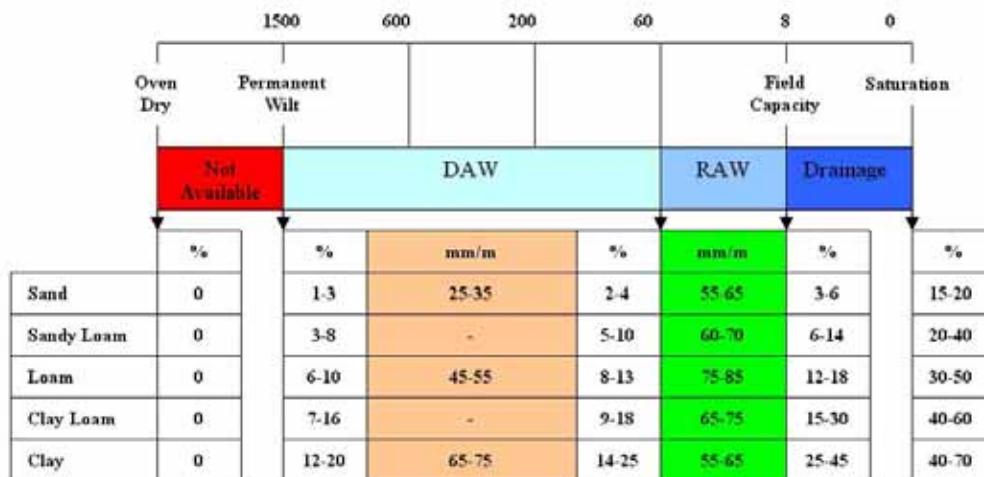 1500 600 200 60 8 0
Oven Dry
Permanent Wilt
Field Capacity
Saturation
Not Available
DAW
RAW
Drainage
% % mm/m % mm/m % %
Sand 0 1-3 25-35 2-4 55-65 3-6 15-20
Sandy Loam 0 3-8 - 5-10 60-70 6-14 20-40
Loam 0 6-10 45-55 8-13 75-85 12-18 30-50
Clay Loam 0 7-16 - 9-18 65-75 15-30 40-60
Clay 0 12-20 65-75 14-25 55-65 25-45 40-70